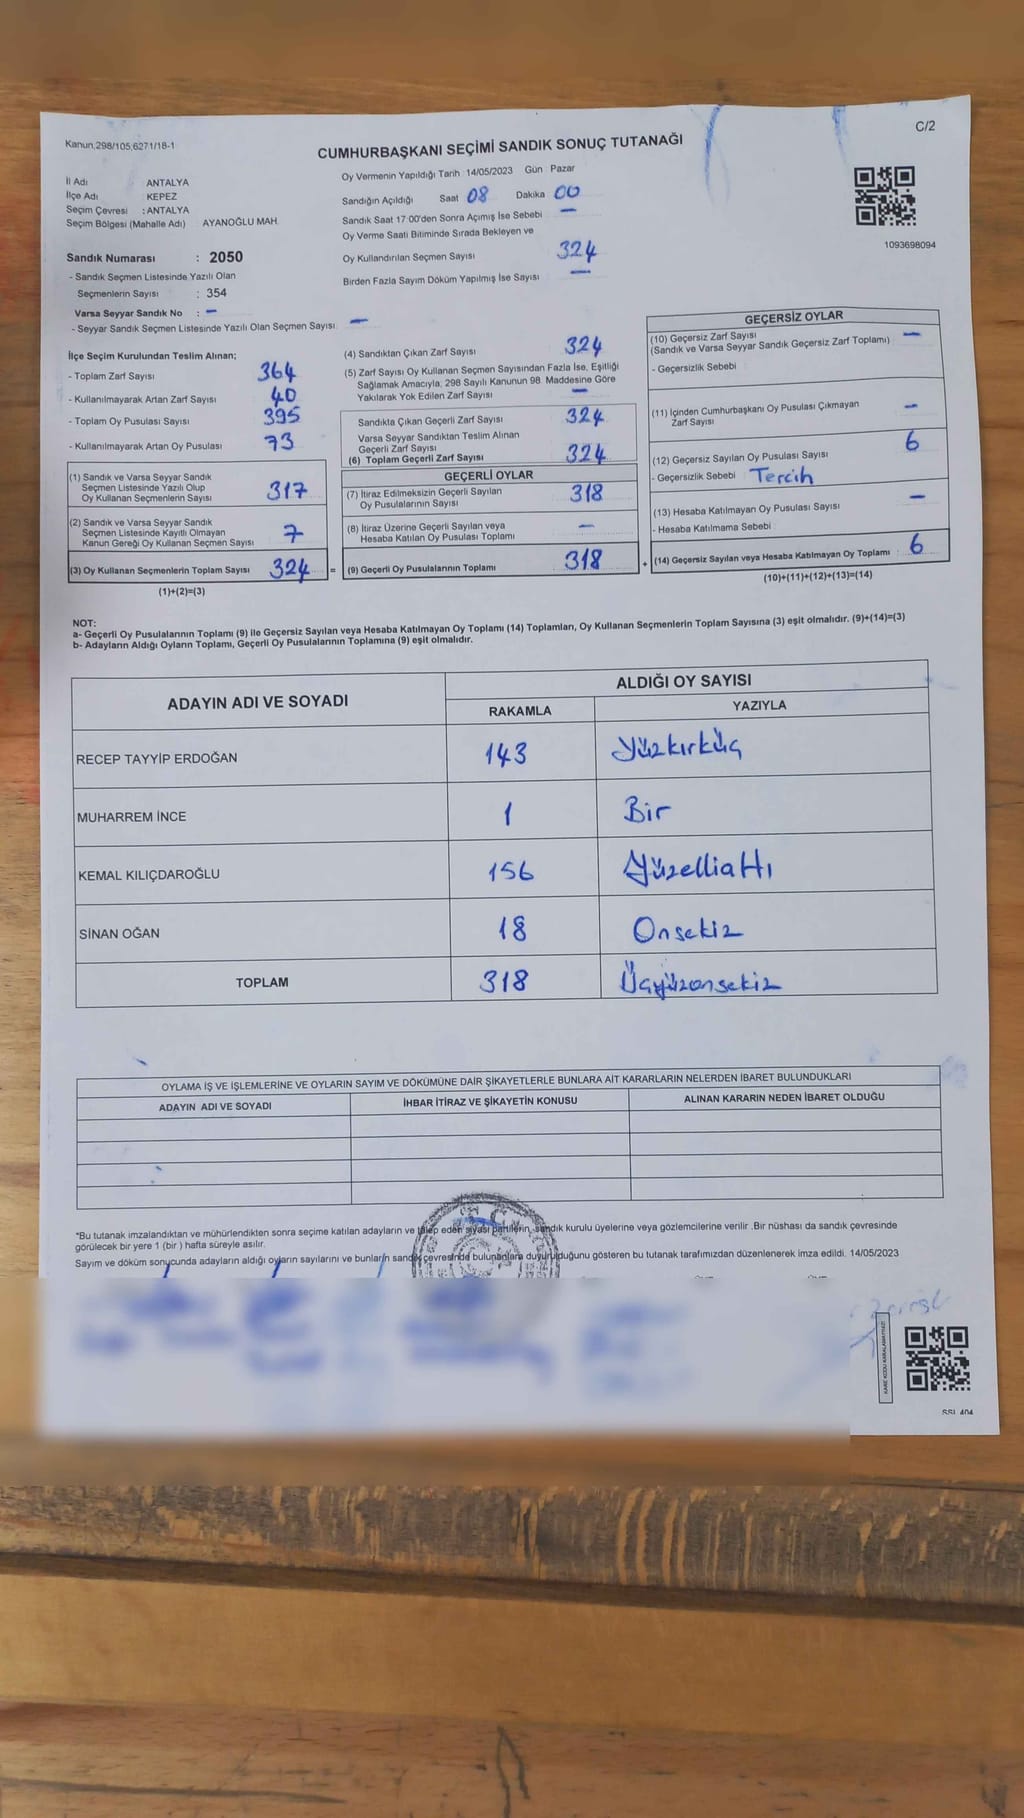 Kanun,298/105,6271/18-1
C/2
CUMHURBAŞKANI SEÇİMİ SANDIK SONUÇ TUTANAĞI
İl Adı ANTALYA
İlçe Adı KEPEZ
Seçim Çevresi : ANTALYA
Seçim Bölgesi (Mahalle Adı) AYANOĞLU MAH.
Sandık Numarası : 2050
- Sandık Seçmen Listesinde Yazılı Olan
Seçmenlerin Sayısı : 354
Varsa Seyyar Sandık No : –
- Seyyar Sandık Seçmen Listesinde Yazılı Olan Seçmen Sayısı: –
Oy Vermenin Yapıldığı Tarih 14/05/2023 Gün Pazar
Sandığın Açıldığı Saat 08 Dakika 00
Sandık Saat 17:00'den Sonra Açımış İse Sebebi –
Oy Verme Saati Bitiminde Sırada Bekleyen ve
Oy Kullandırılan Seçmen Sayısı 324
Birden Fazla Sayım Döküm Yapılmış İse Sayısı –
1093698094
İlçe Seçim Kurulundan Teslim Alınan;
- Toplam Zarf Sayısı 364
- Kullanılmayarak Artan Zarf Sayısı 40
- Toplam Oy Pusulası Sayısı 395
- Kullanılmayarak Artan Oy Pusulası 73
(1) Sandık ve Varsa Seyyar Sandık
Seçmen Listesinde Yazılı Olup
Oy Kullanan Seçmenlerin Sayısı 317
(2) Sandık ve Varsa Seyyar Sandık
Seçmen Listesinde Kayıtlı Olmayan
Kanun Gereği Oy Kullanan Seçmen Sayısı 7
(3) Oy Kullanan Seçmenlerin Toplam Sayısı 324 =
(1)+(2)=(3)
(4) Sandıktan Çıkan Zarf Sayısı 324
(5) Zarf Sayısı Oy Kullanan Seçmen Sayısından Fazla İse, Eşitliği
Sağlamak Amacıyla, 298 Sayılı Kanunun 98. Maddesine Göre
Yakılarak Yok Edilen Zarf Sayısı –
Sandıkta Çıkan Geçerli Zarf Sayısı 324
Varsa Seyyar Sandıktan Teslim Alınan
Geçerli Zarf Sayısı
(6) Toplam Geçerli Zarf Sayısı 324
GEÇERLİ OYLAR
(7) İtiraz Edilmeksizin Geçerli Sayılan
Oy Pusulalarının Sayısı 318
(8) İtiraz Üzerine Geçerli Sayılan veya
Hesaba Katılan Oy Pusulası Toplamı –
(9) Geçerli Oy Pusulalarının Toplamı 318 +
GEÇERSİZ OYLAR
(10) Geçersiz Zarf Sayısı –
(Sandık ve Varsa Seyyar Sandık Geçersiz Zarf Toplamı)
- Geçersizlik Sebebi
(11) İçinden Cumhurbaşkanı Oy Pusulası Çıkmayan
Zarf Sayısı –
(12) Geçersiz Sayılan Oy Pusulası Sayısı 6
- Geçersizlik Sebebi Tercih
(13) Hesaba Katılmayan Oy Pusulası Sayısı –
- Hesaba Katılmama Sebebi
(14) Geçersiz Sayılan veya Hesaba Katılmayan Oy Toplamı : 6
(10)+(11)+(12)+(13)=(14)
NOT:
a- Geçerli Oy Pusulalarının Toplamı (9) ile Geçersiz Sayılan veya Hesaba Katılmayan Oy Toplamı (14) Toplamları, Oy Kullanan Seçmenlerin Toplam Sayısına (3) eşit olmalıdır. (9)+(14)=(3)
b- Adayların Aldığı Oyların Toplamı, Geçerli Oy Pusulalarının Toplamına (9) eşit olmalıdır.
ADAYIN ADI VE SOYADI ALDIĞI OY SAYISI
RAKAMLA YAZIYLA
RECEP TAYYİP ERDOĞAN 143 Yüzkırküç
MUHARREM İNCE 1 Bir
KEMAL KILIÇDAROĞLU 156 Yüzellialtı
SİNAN OĞAN 18 Onsekiz
TOPLAM 318 Üçyüzonsekiz
OYLAMA İŞ VE İŞLEMLERİNE VE OYLARIN SAYIM VE DÖKÜMÜNE DAİR ŞİKAYETLERLE BUNLARA AİT KARARLARIN NELERDEN İBARET BULUNDUKLARI
ADAYIN ADI VE SOYADI İHBAR İTİRAZ VE ŞİKAYETİN KONUSU ALINAN KARARIN NEDEN İBARET OLDUĞU
*Bu tutanak imzalandıktan ve mühürlendikten sonra seçime katılan adayların ve talep eden siyasi partilerin, sandık kurulu üyelerine veya gözlemcilerine verilir .Bir nüshası da sandık çevresinde
görülecek bir yere 1 (bir ) hafta süreyle asılır.
Sayım ve döküm sonucunda adayların aldığı oyların sayılarını ve bunların sandık çevresinde bulunanlara duyurulduğunu gösteren bu tutanak tarafımızdan düzenlenerek imza edildi. 14/05/2023
KARE KODU KARALAMAYINIZ!